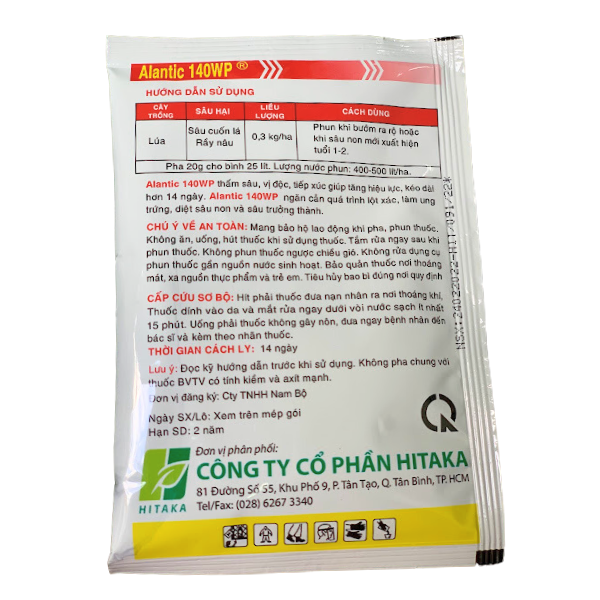 Alantic 140WP ®
HƯỚNG DẪN SỬ DỤNG
CÂY TRỒNG SÂU HẠI LIỀU LƯỢNG CÁCH DÙNG
Lúa Sâu cuốn lá Rầy nâu 0,3 kg/ha Phun khi bướm ra rộ hoặc khi sâu non mới xuất hiện tuổi 1-2.
Pha 20g cho bình 25 lít. Lượng nước phun: 400-500 lít/ha.
Alantic 140WP thấm sâu, vị độc, tiếp xúc giúp tăng hiệu lực, kéo dài
hơn 14 ngày. Alantic 140WP ngăn cản quá trình lột xác, làm ung
trứng, diệt sâu non và sâu trưởng thành.
CHÚ Ý VỀ AN TOÀN: Mang bảo hộ lao động khi pha, phun thuốc.
Không ăn, uống, hút thuốc khi sử dụng thuốc. Tắm rửa ngay sau khi
phun thuốc. Không phun thuốc ngược chiều gió. Không rửa dụng cụ
phun thuốc gần nguồn nước sinh hoạt. Bảo quản thuốc nơi thoáng
mát, xa nguồn thực phẩm và trẻ em. Tiêu hủy bao bì đúng nơi quy định
CẤP CỨU SƠ BỘ: Hít phải thuốc đưa nạn nhân ra nơi thoáng khí,
Thuốc dính vào da và mắt rửa ngay dưới vòi nước sạch ít nhất
15 phút. Uống phải thuốc không gây nôn, đưa ngay bệnh nhân đến
bác sĩ và kèm theo nhãn thuốc.
THỜI GIAN CÁCH LY: 14 ngày
Lưu ý: Đọc kỹ hướng dẫn trước khi sử dụng. Không pha chung với
thuốc BVTV có tính kiềm và axít mạnh.
Đơn vị đăng ký: Cty TNHH Nam Bộ
Ngày SX/Lô: Xem trên mép gói
Hạn SD: 2 năm
Đơn vị phân phối:
CÔNG TY CỔ PHẦN HITAKA
81 Đường Số 55, Khu Phố 9, P. Tân Tạo, Q. Tân Bình, TP. HCM
Tel/Fax: (028) 6267 3340
HITAKA
NSX:24022022-H11/091/22*